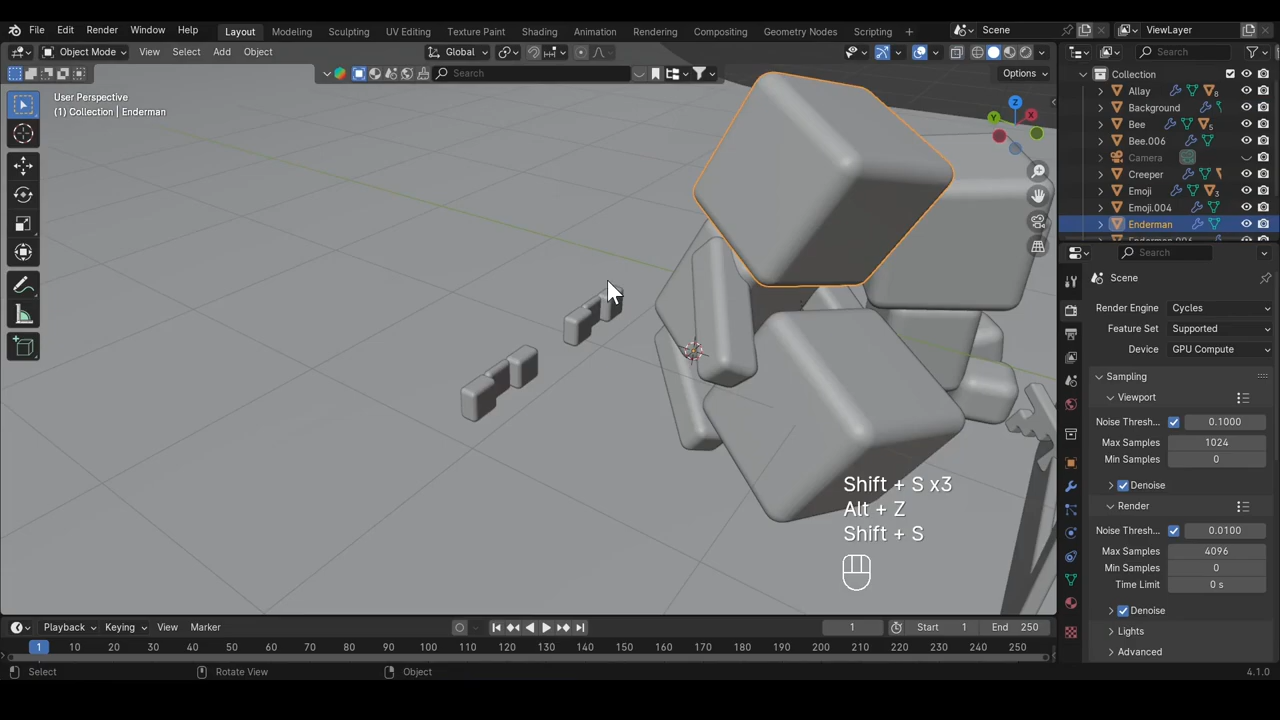 File Edit Render Window Help Layout Modeling Sculpting UV Editing Texture Paint Shading Animation Rendering Compositing Geometry Nodes Scripting Scene ViewLayer
Object Mode View Select Add Object Global Search
Search Options
User Perspective
(1) Collection | Enderman
Z
Y
X
Collection
Allay 8
Background
Bee 5
Bee.006
Camera
Creeper
Emoji 3
Emoji.004
Enderman
Search
Scene
Render Engine Cycles
Feature Set Supported
Device GPU Compute
Sampling
Viewport
Noise Thresh... 0.1000
Max Samples 1024
Min Samples 0
Denoise
Render
Noise Thresh... 0.0100
Max Samples 4096
Min Samples 0
Time Limit 0 s
Denoise
Lights
Advanced
Shift + S x3
Alt + Z
Shift + S
Playback Keying View Marker 1 Start 1 End 250
1 10 20 30 40 50 60 70 80 90 100 110 120 130 140 150 160 170 180 190 200 210 220 230 240 250
Select Rotate View Object 4.1.0